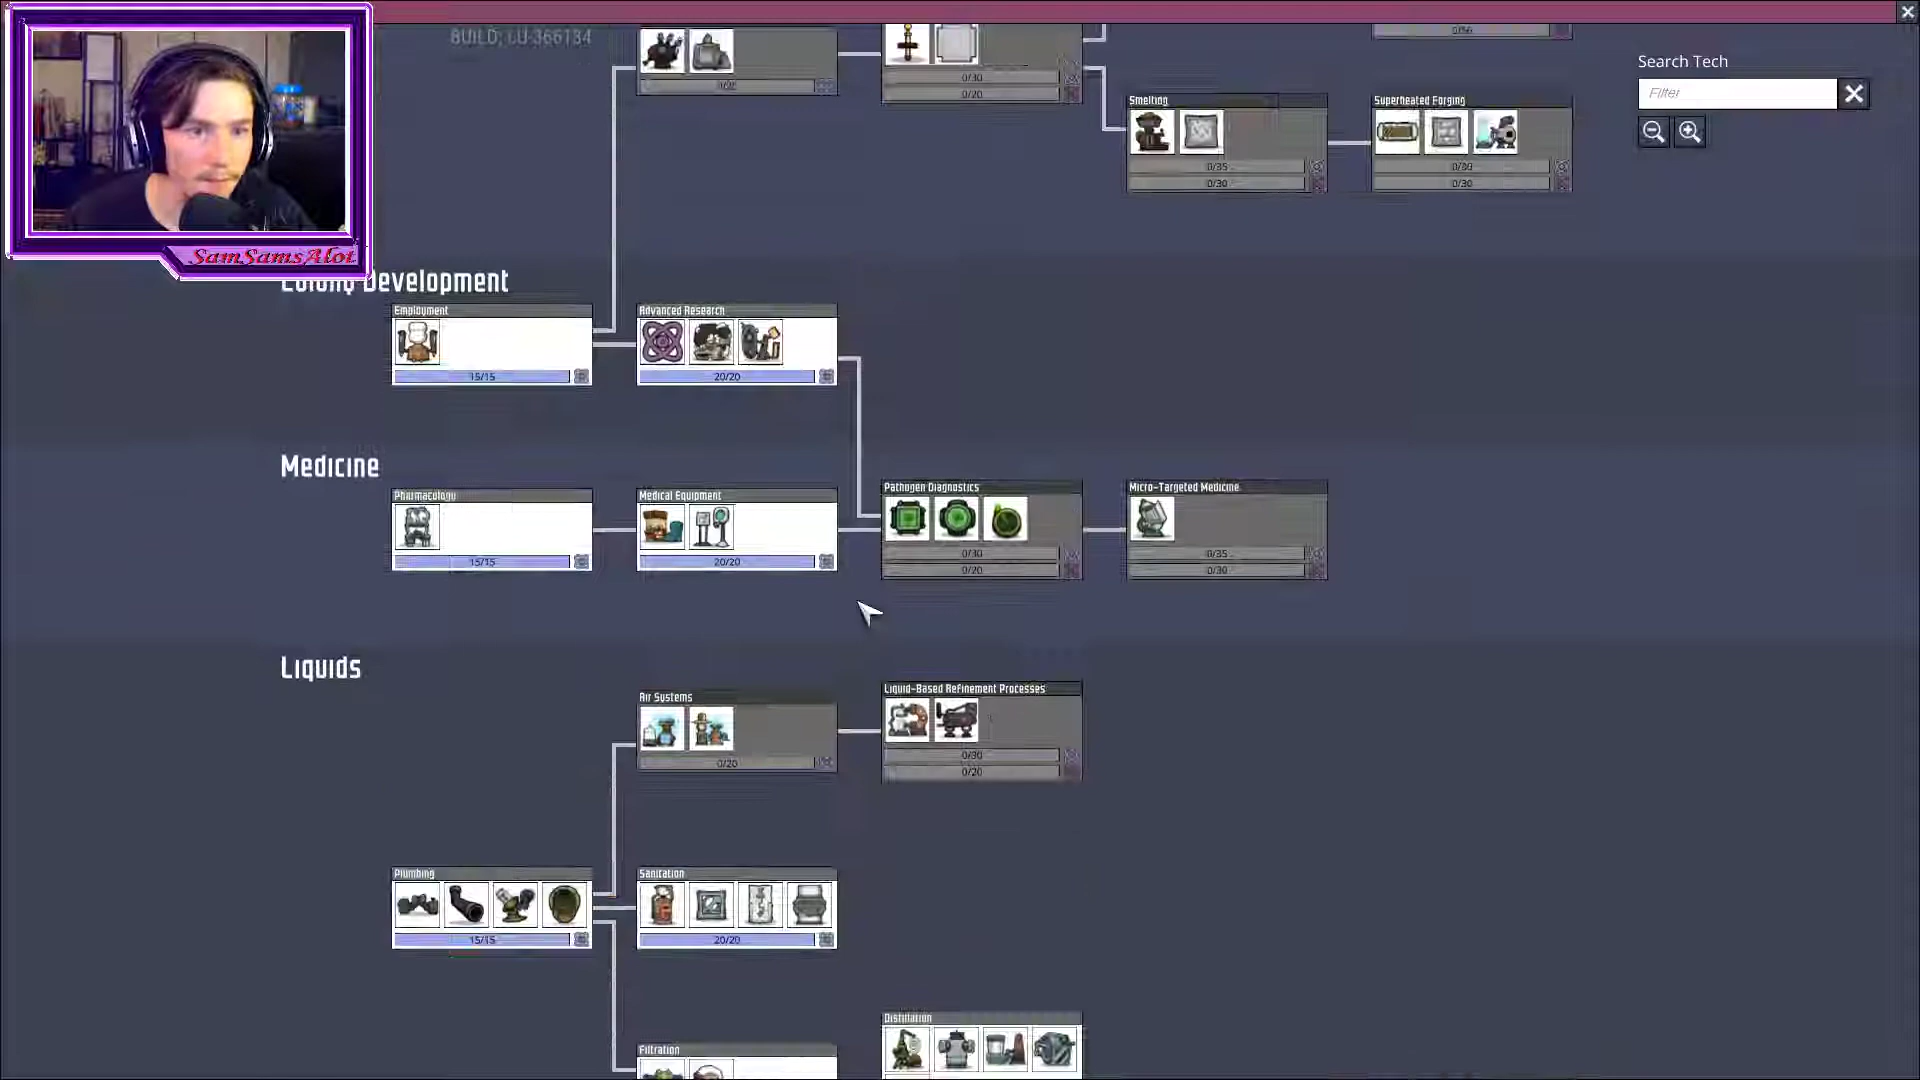 BUILD: LU-366134
0/30
0/20
Search Tech
Filter
Smelting
0/35
0/30
Superheated Forging
0/30
SamSamsAlot
Colony Development
Employment
15/15
Advanced Research
20/20
Medicine
Pharmacology
15/15
Medical Equipment
20/20
Pathogen Diagnostics
0/30
0/20
Micro-Targeted Medicine
0/35
0/30
Liquids
Air Systems
0/20
Liquid-Based Refinement Processes
0/30
0/20
Plumbing
15/15
Sanitation
20/20
Distillation
Filtration